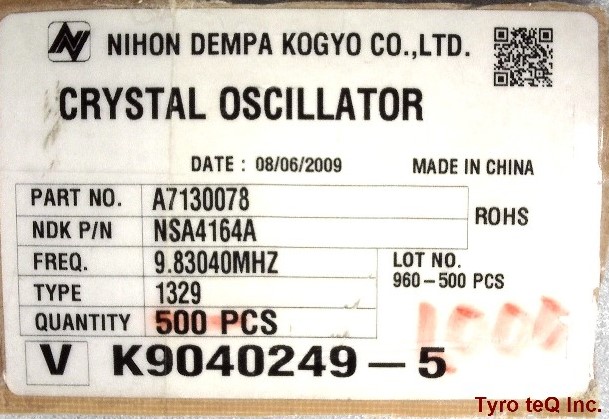 NIHON DEMPA KOGYO CO.,LTD.
CRYSTAL OSCILLATOR
DATE : 08/06/2009 MADE IN CHINA
PART NO. A7130078
ROHS
NDK P/N NSA4164A
FREQ. 9.83040MHZ
LOT NO.
960-500 PCS
TYPE 1329
QUANTITY 500 PCS
V K9040249-5
Tyro teQ Inc.